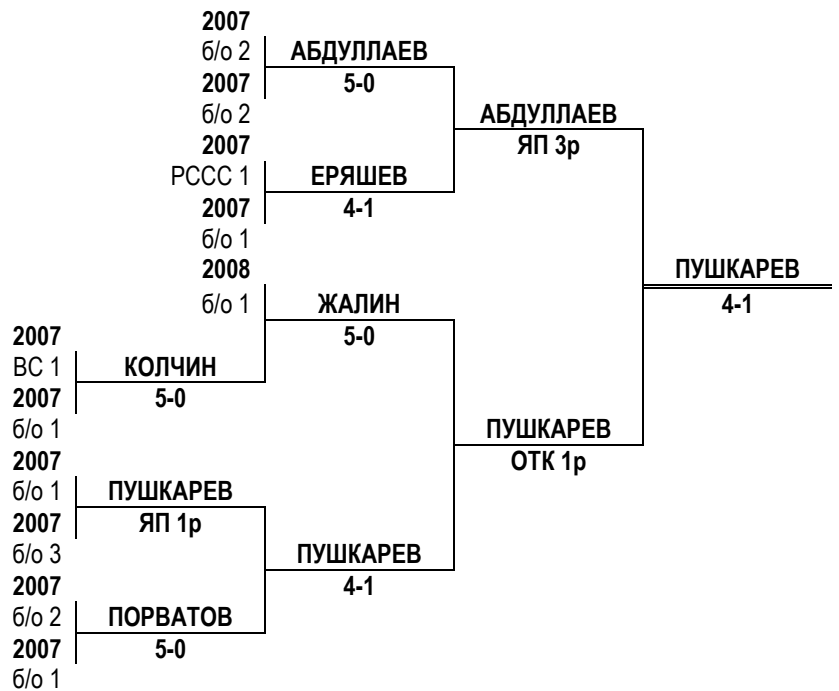 2007
б/о 2
АБДУЛЛАЕВ
2007
5-0
б/о 2
АБДУЛЛАЕВ
2007
ЯП 3р
РССС 1
ЕРЯШЕВ
2007
4-1
б/о 1
2008
ПУШКАРЕВ
б/о 1
ЖАЛИН
4-1
2007
5-0
ВС 1
КОЛЧИН
2007
5-0
б/о 1
ПУШКАРЕВ
2007
ОТК 1р
б/о 1
ПУШКАРЕВ
2007
ЯП 1р
б/о 3
ПУШКАРЕВ
2007
4-1
б/о 2
ПОРВАТОВ
2007
5-0
б/о 1